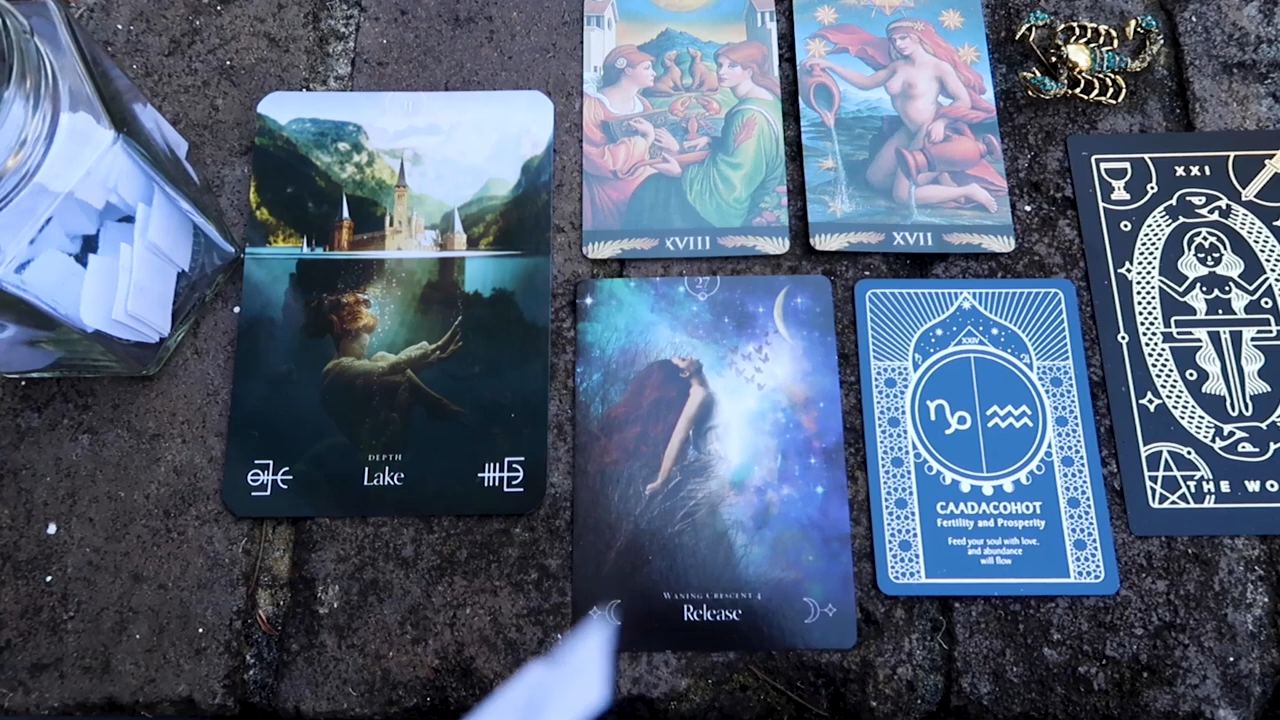 DEPTH
Lake
XVIII
XVII
27
WANING CRESCENT 4
Release
XXIV
CAADACOHOT
Fertility and Prosperity
Feed your soul with love,
and abundance
will flow
XXI
THE WO